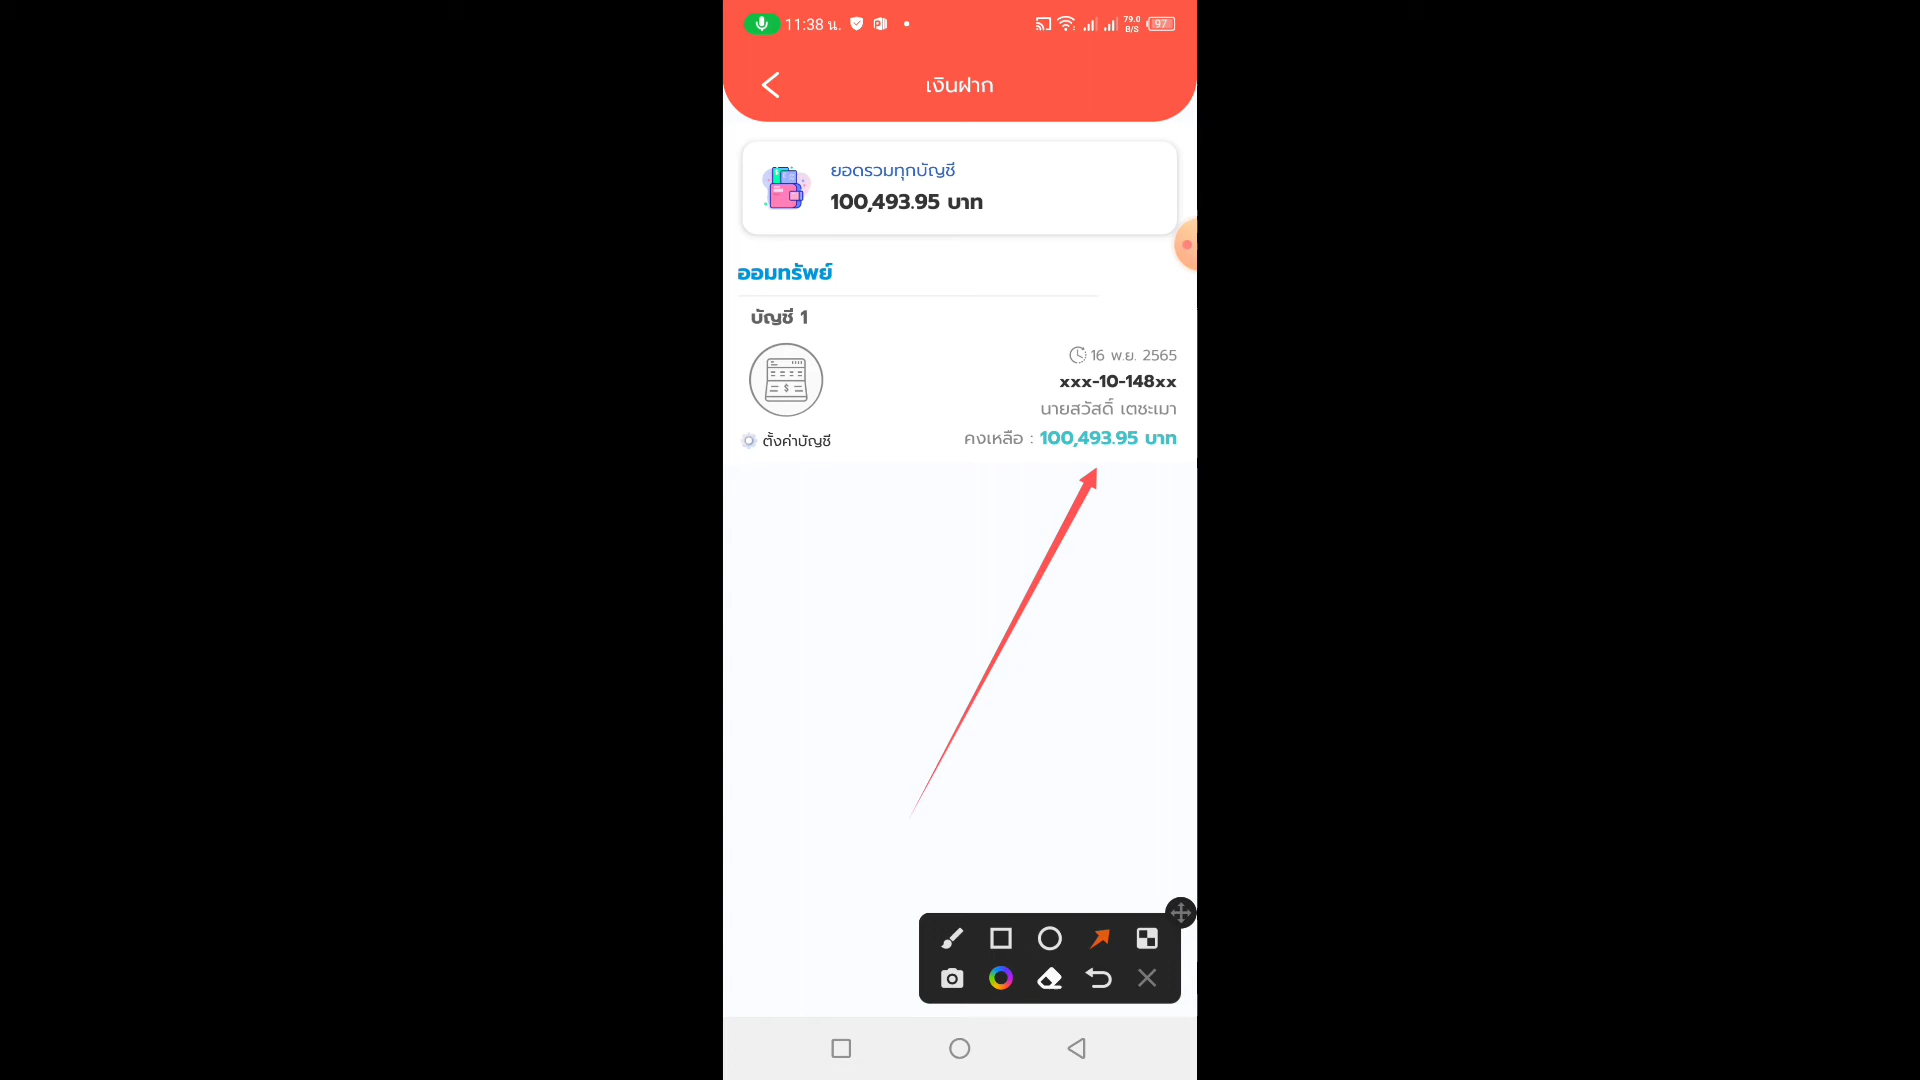 11:38 น.
79.0
B/S
97
เงินฝาก
ยอดรวมทุกบัญชี
100,493.95 บาท
ออมทรัพย์
บัญชี 1
16 พ.ย. 2565
xxx-10-148xx
นายสวัสดิ์ เตชะเมา
ตั้งค่าบัญชี
คงเหลือ : 100,493.95 บาท